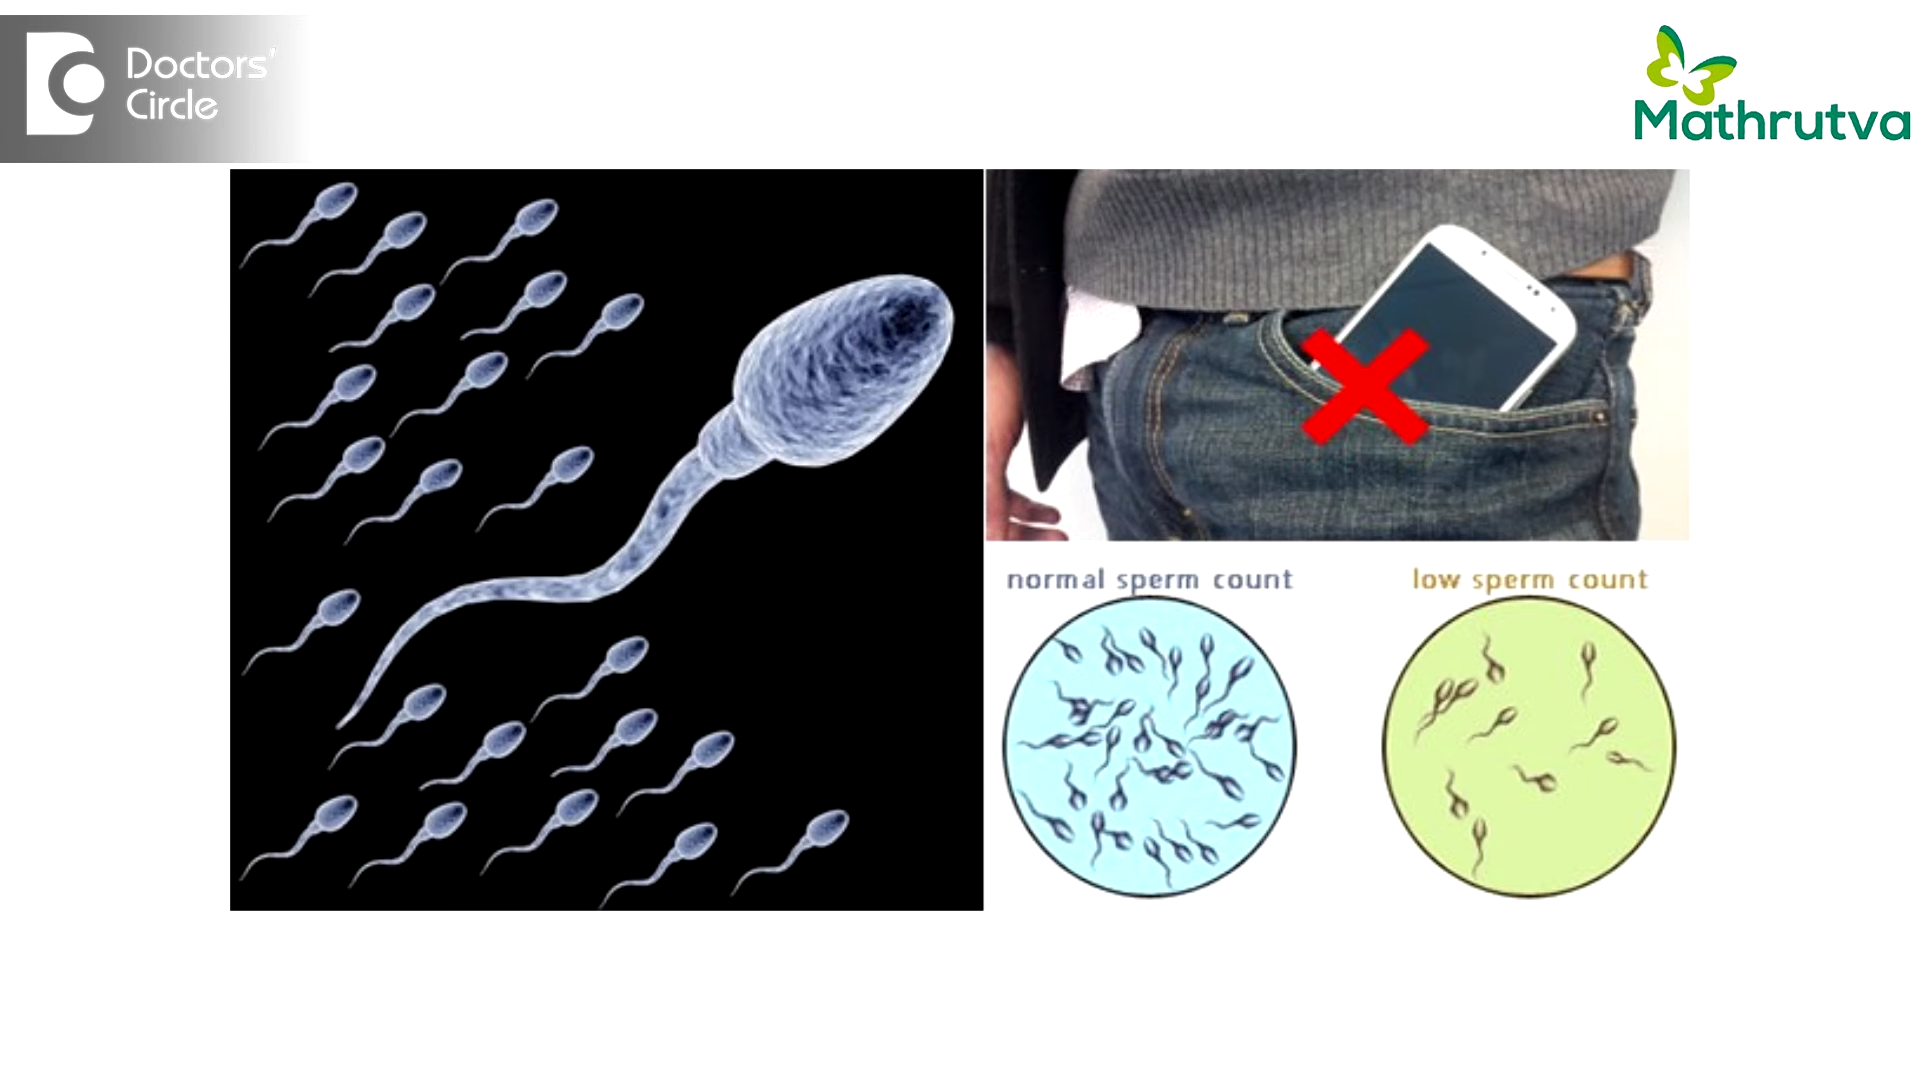 Doctors'
Circle
Mathrutva
normal sperm count
low sperm count